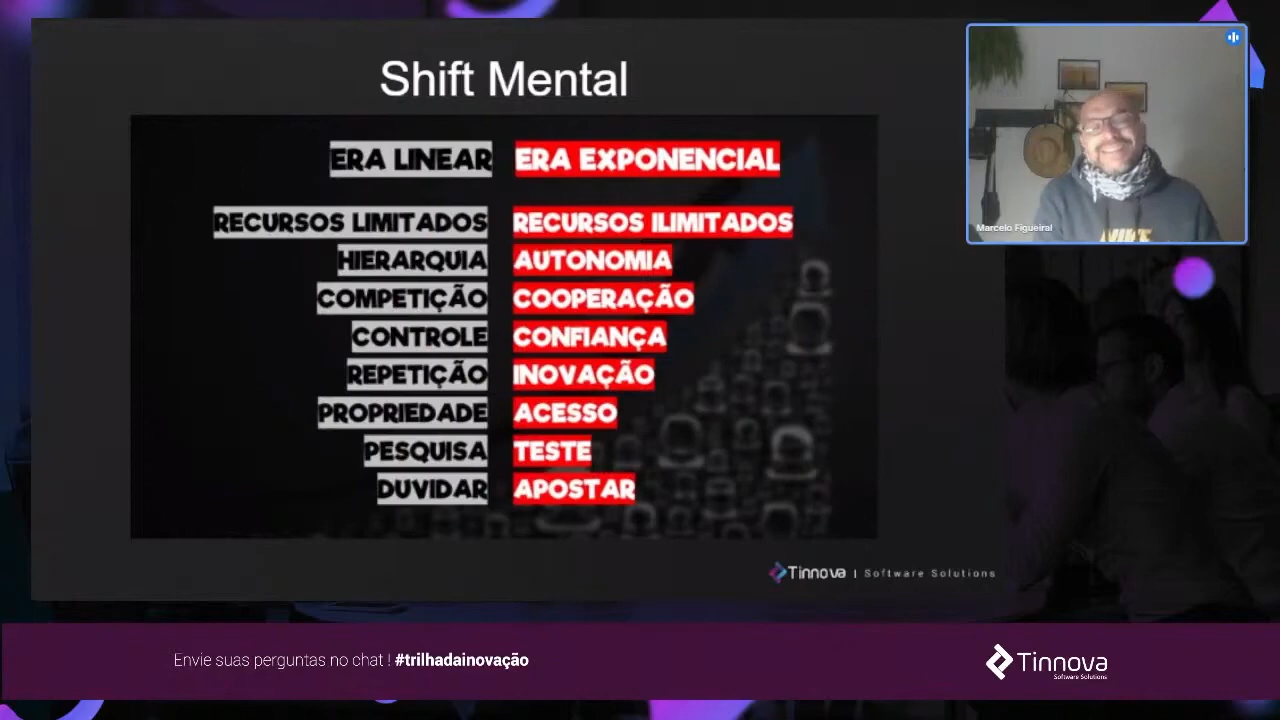 Shift Mental
ERA LINEAR ERA EXPONENCIAL
RECURSOS LIMITADOS RECURSOS ILIMITADOS
HIERARQUIA AUTONOMIA
COMPETIÇÃO COOPERAÇÃO
CONTROLE CONFIANÇA
REPETIÇÃO INOVAÇÃO
PROPRIEDADE ACESSO
PESQUISA TESTE
DUVIDAR APOSTAR
Tinnova | Software Solutions
Marcelo Figueiral
NIKE
Envie suas perguntas no chat ! #trilhadainovação
Tinnova
Software Solutions